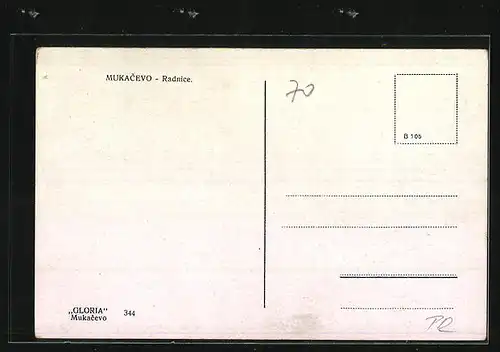 MUKAČEVO - Radnice.
70
B 105
„GLORIA"
Mukačevo 344